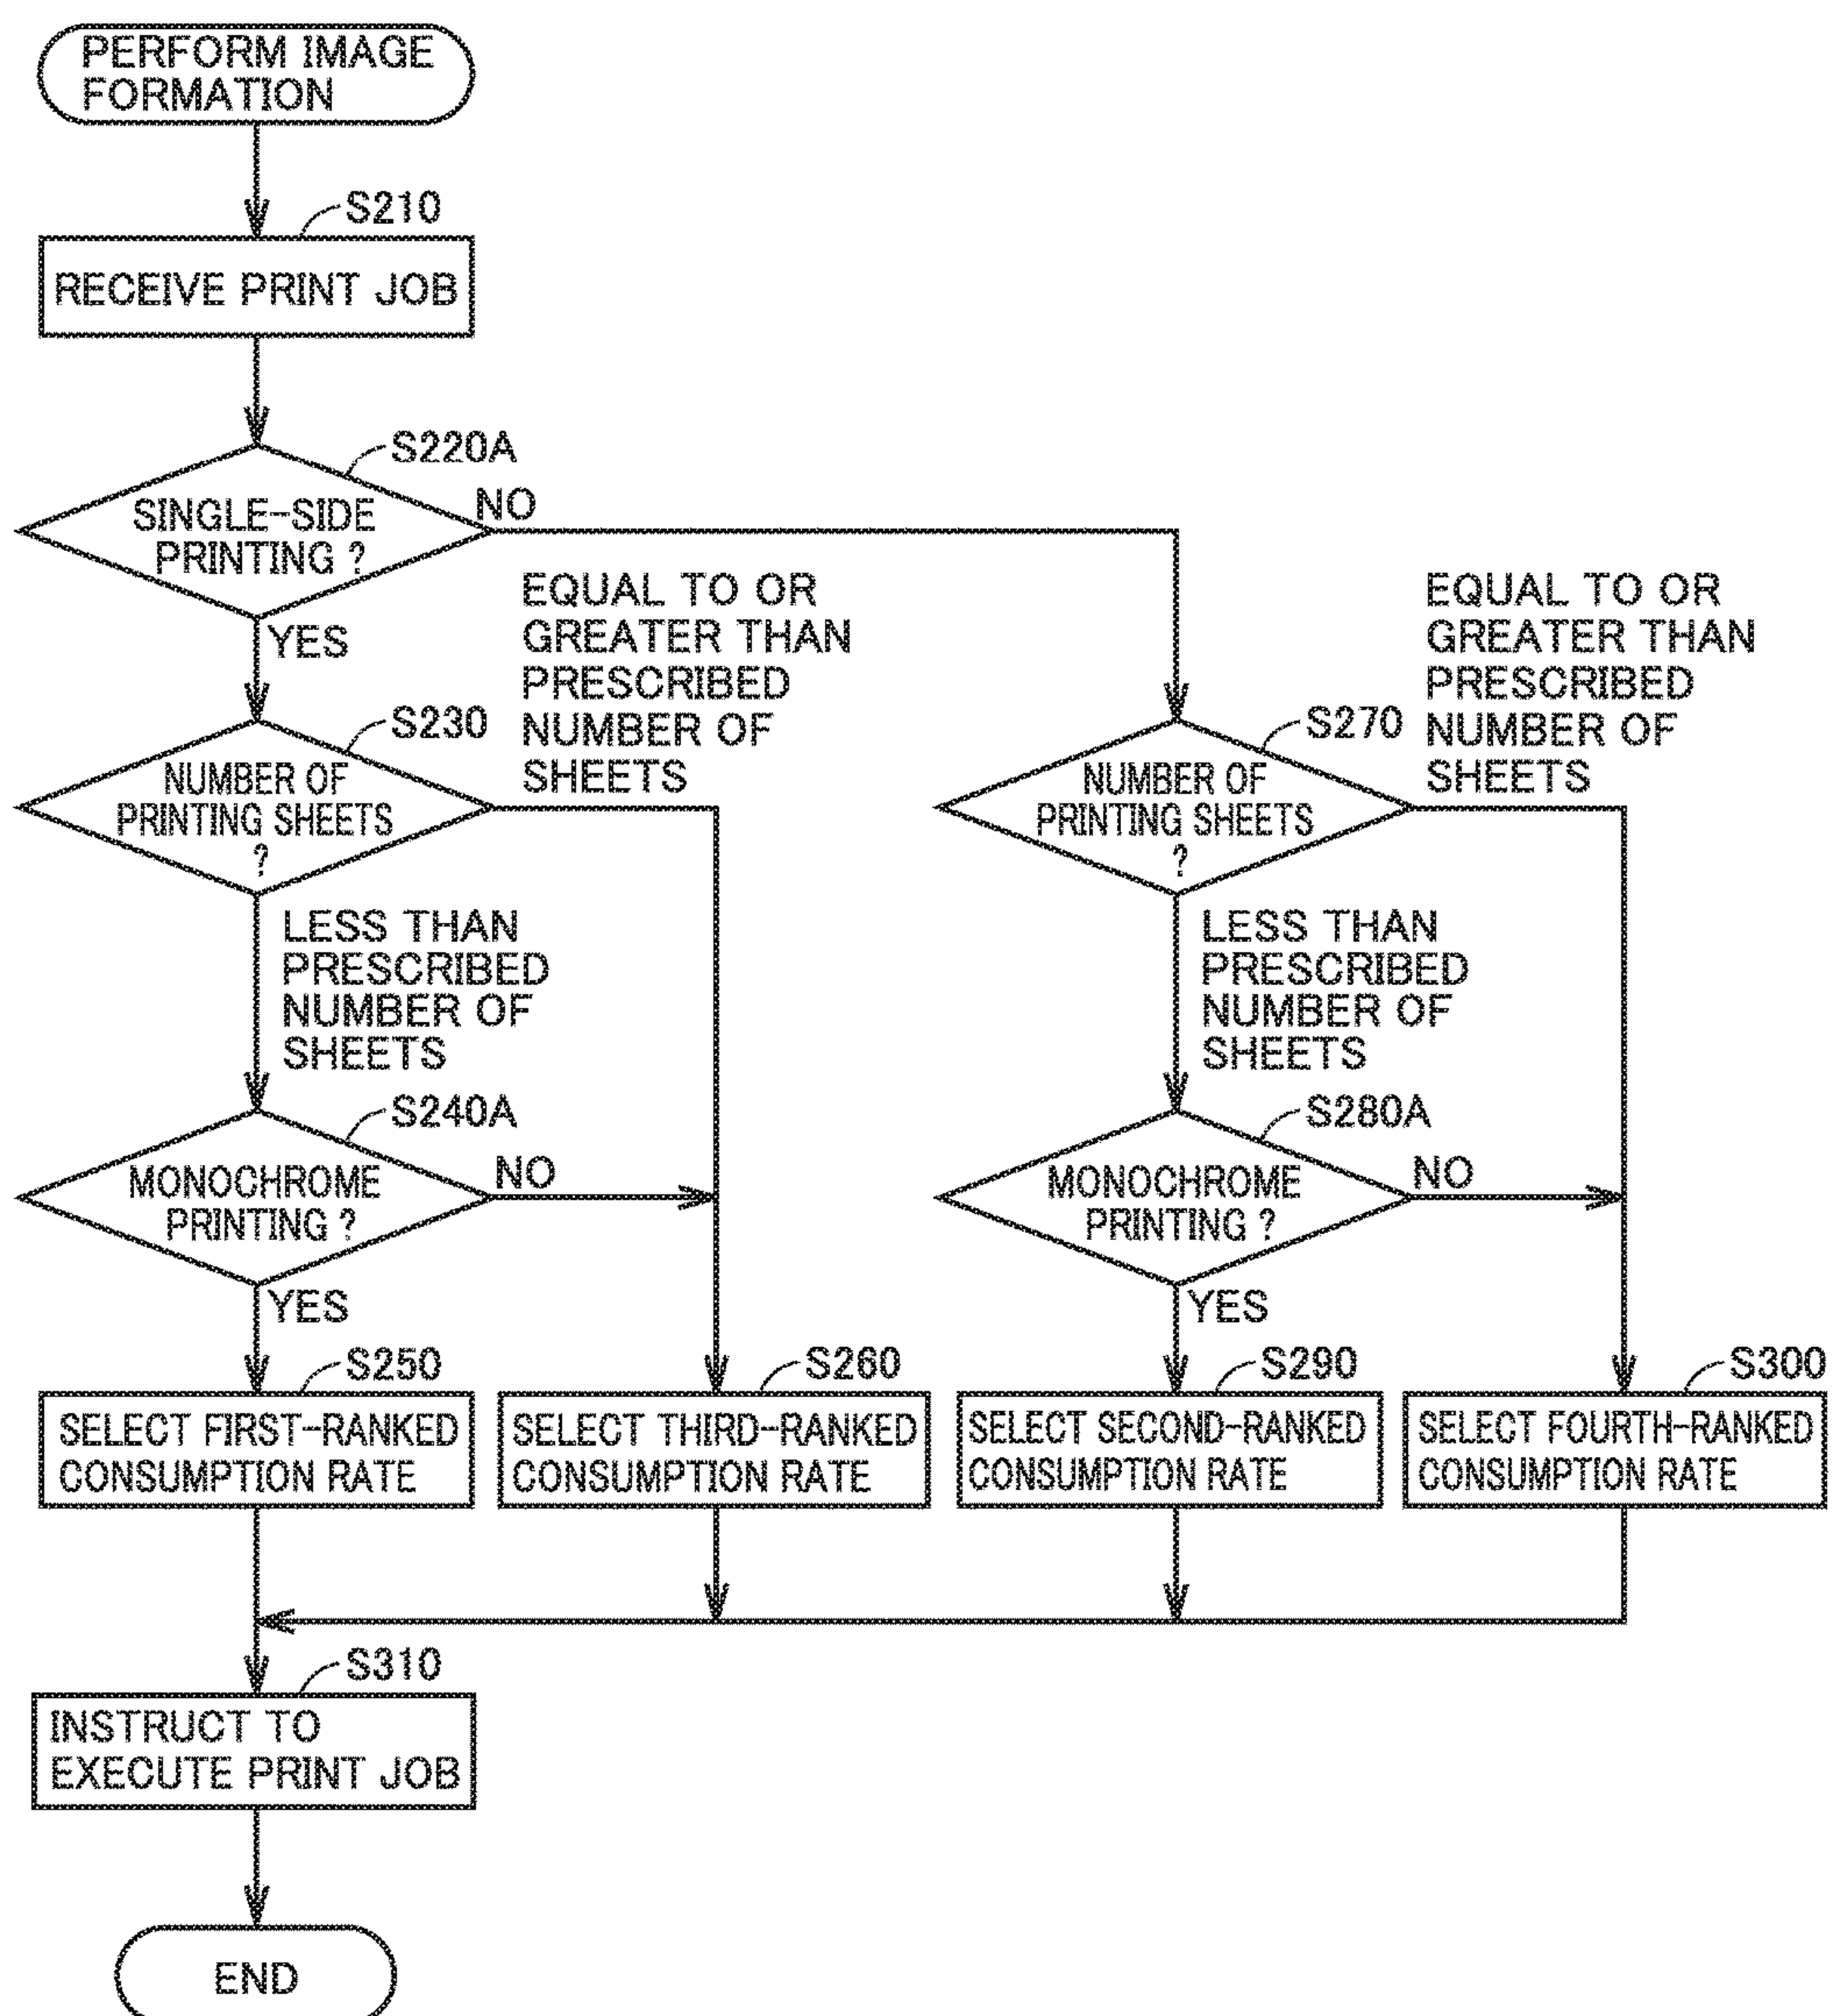 PERFORM IMAGE
FORMATION
S210
RECEIVE PRINT JOB
S220A
SINGLE-SIDE
PRINTING ?
NO
YES
EQUAL TO OR
GREATER THAN
PRESCRIBED
NUMBER OF
SHEETS
EQUAL TO OR
GREATER THAN
PRESCRIBED
NUMBER OF
SHEETS
S230
NUMBER OF
PRINTING SHEETS
?
S270
NUMBER OF
PRINTING SHEETS
?
LESS THAN
PRESCRIBED
NUMBER OF
SHEETS
LESS THAN
PRESCRIBED
NUMBER OF
SHEETS
S240A
MONOCHROME
PRINTING ?
NO
YES
S280A
MONOCHROME
PRINTING ?
NO
YES
S250
SELECT FIRST-RANKED
CONSUMPTION RATE
S260
SELECT THIRD-RANKED
CONSUMPTION RATE
S290
SELECT SECOND-RANKED
CONSUMPTION RATE
S300
SELECT FOURTH-RANKED
CONSUMPTION RATE
S310
INSTRUCT TO
EXECUTE PRINT JOB
END